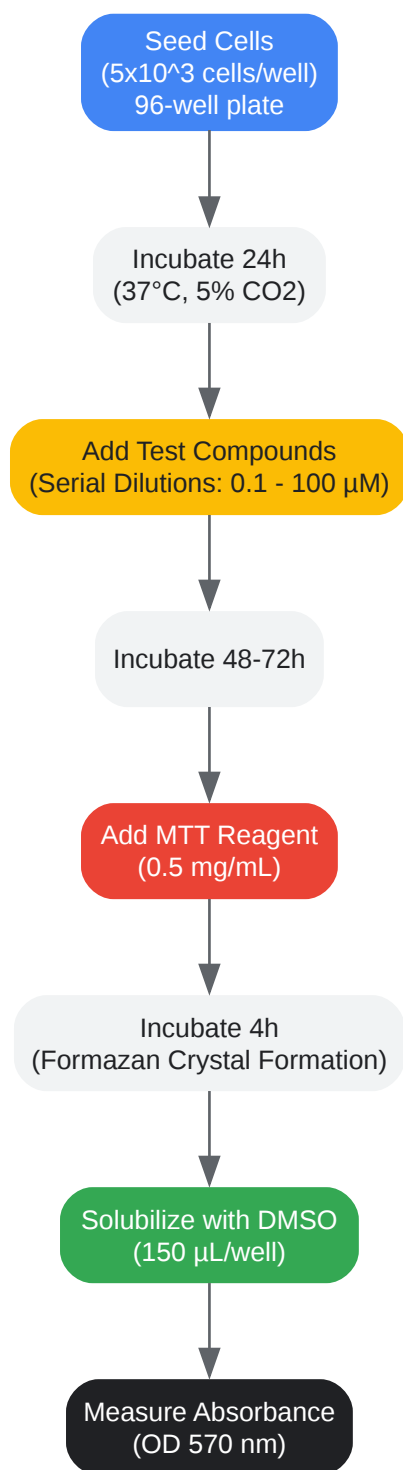 Seed Cells
(5x10^3 cells/well)
96-well plate
Incubate 24h
(37°C, 5% CO2)
Add Test Compounds
(Serial Dilutions: 0.1 - 100 µM)
Incubate 48-72h
Add MTT Reagent
(0.5 mg/mL)
Incubate 4h
(Formazan Crystal Formation)
Solubilize with DMSO
(150 µL/well)
Measure Absorbance
(OD 570 nm)